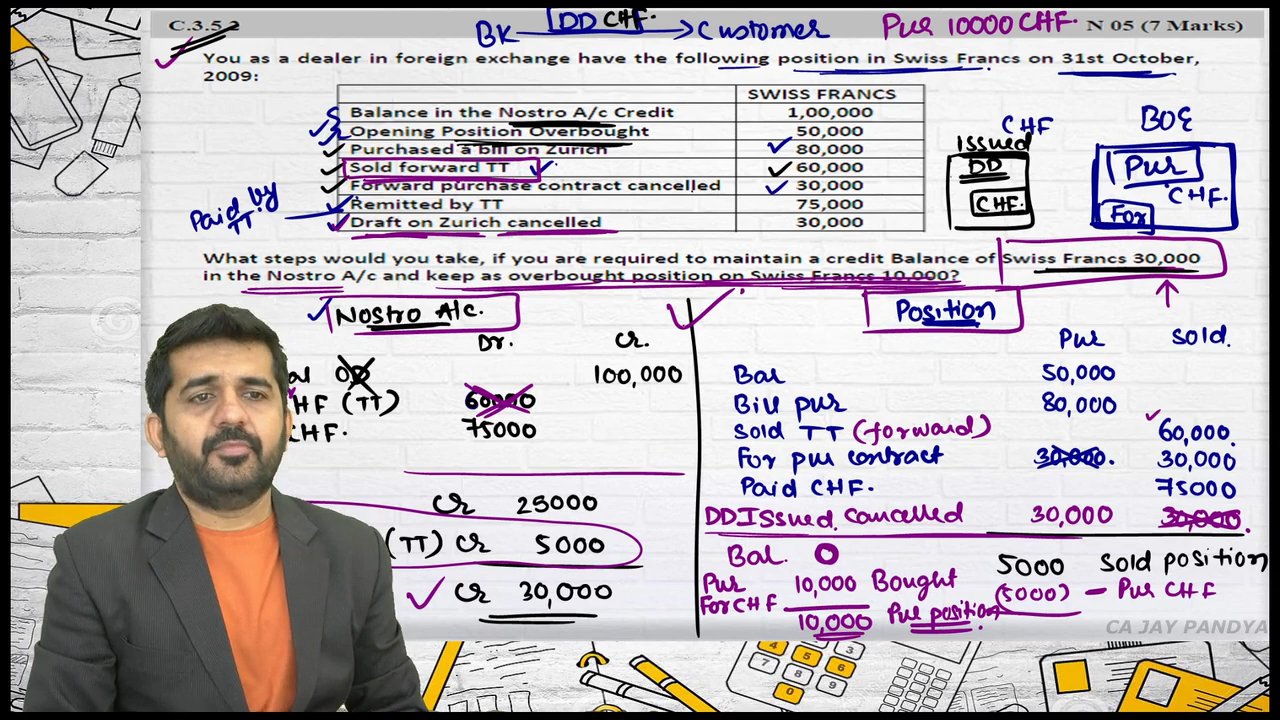 C.3.5.2
BK DD CHF. Customer Pur 10000 CHF.
N 05 (7 Marks)
You as a dealer in foreign exchange have the following position in Swiss Francs on 31st October,
2009:
SWISS FRANCS
Balance in the Nostro A/c Credit 1,00,000
Opening Position Overbought 50,000
Purchased a bill on Zurich 80,000
Sold forward TT 60,000
Forward purchase contract cancelled 30,000
Remitted by TT 75,000
Draft on Zurich cancelled 30,000
Paid by
TT
CHF
Issued
DD
CHF.
BOE
Pur
CHF.
For
What steps would you take, if you are required to maintain a credit Balance of Swiss Francs 30,000
in the Nostro A/c and keep as overbought position on Swiss Francs 10,000?
Nostro A/c.
Dr. Cr.
al 100,000
HF (TT) 60000
CHF. 75000
Cr 25000
(TT) Cr 5000
Cr 30,000
Position
Pur Sold.
Bal 50,000
Bill pur 80,000
Sold TT (forward) 60,000.
For pur contract 30,000. 30,000
Paid CHF. 75000
DD Issued cancelled 30,000 30,000.
Bal. 0 5000 Sold position
Pur For CHF 10,000 Bought (5000) - Pur CHF
10,000 Pur position.
CA JAY PANDYA